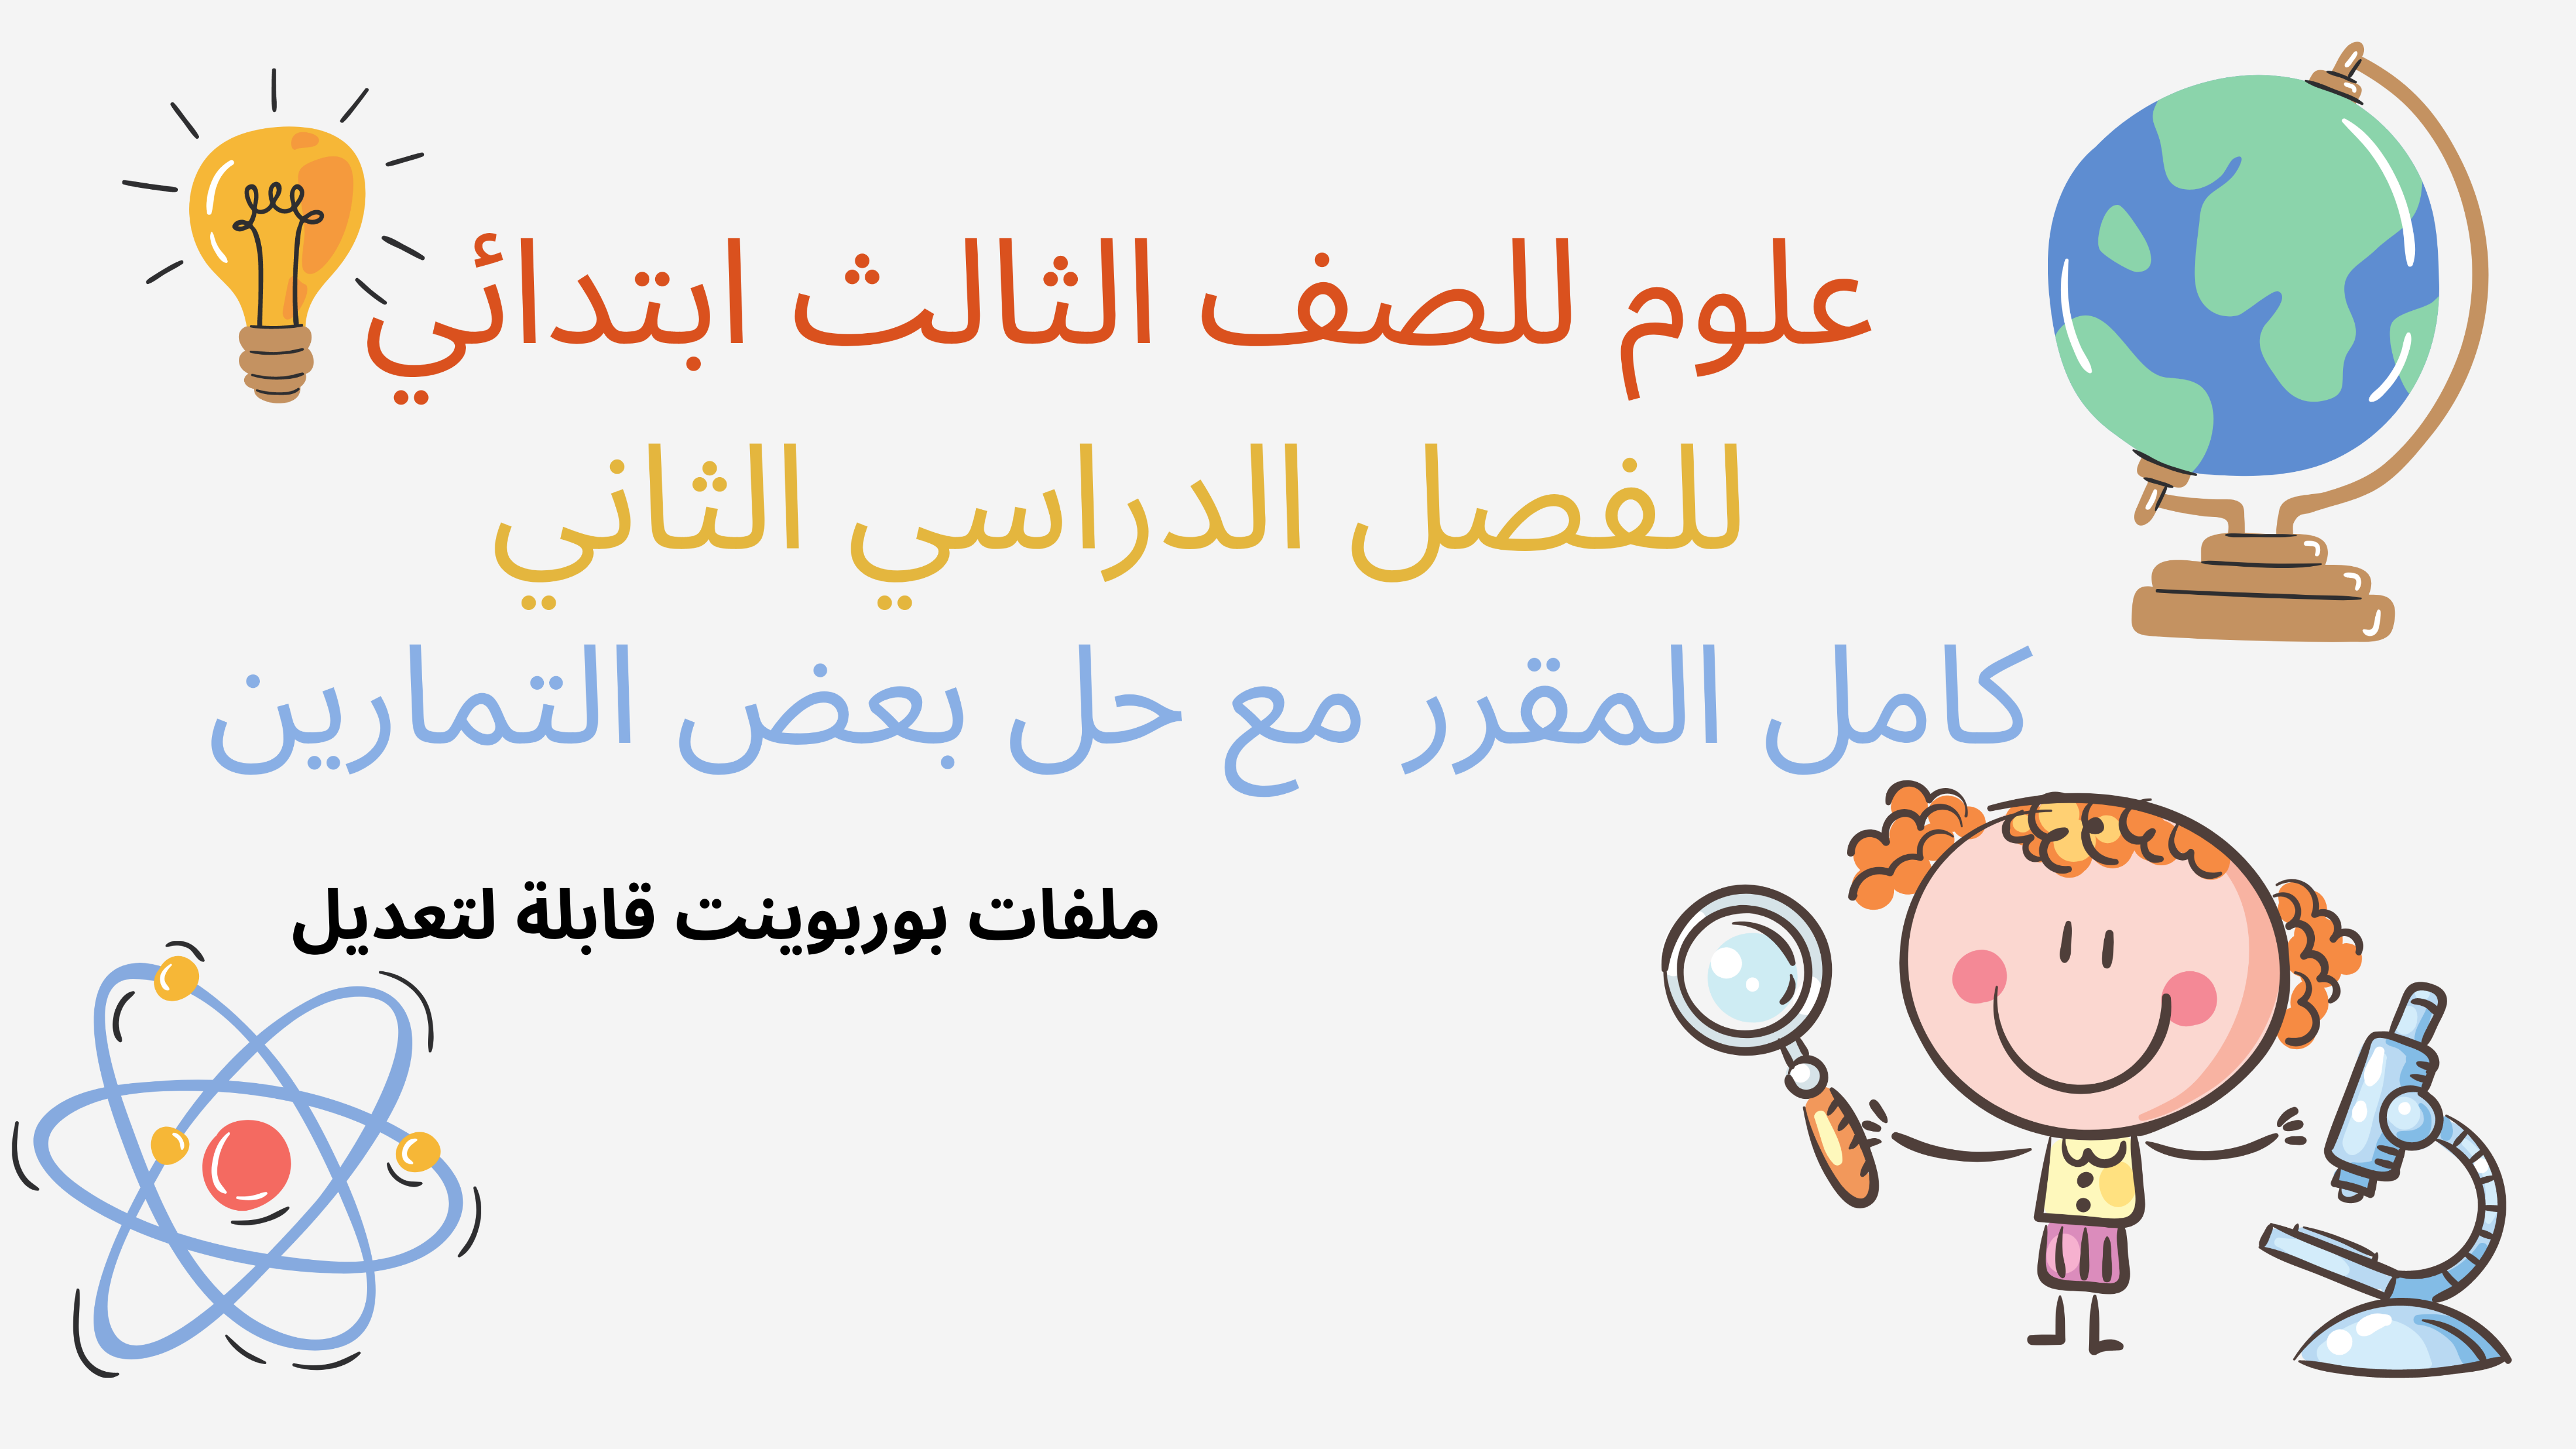 علوم للصف الثالث ابتدائي
للفصل الدراسي الثاني
كامل المقرر مع حل بعض التمارين
ملفات بوربوينت قابلة لتعديل